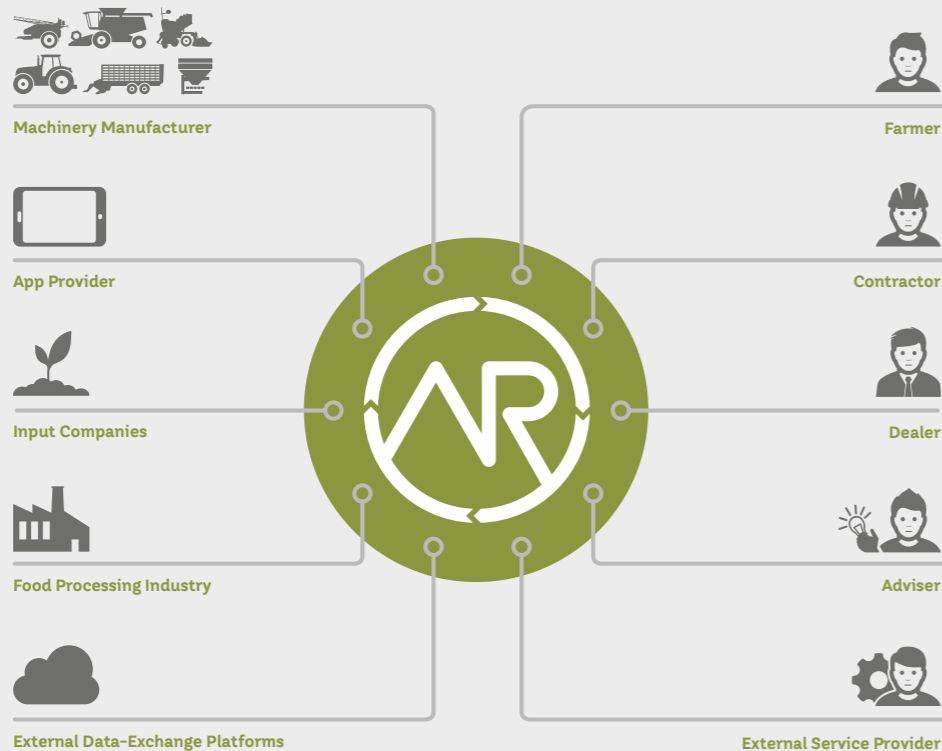 Machinery Manufacturer
Farmer
App Provider
Contractor
AR
Input Companies
Dealer
Food Processing Industry
Adviser
External Data-Exchange Platforms
External Service Provider